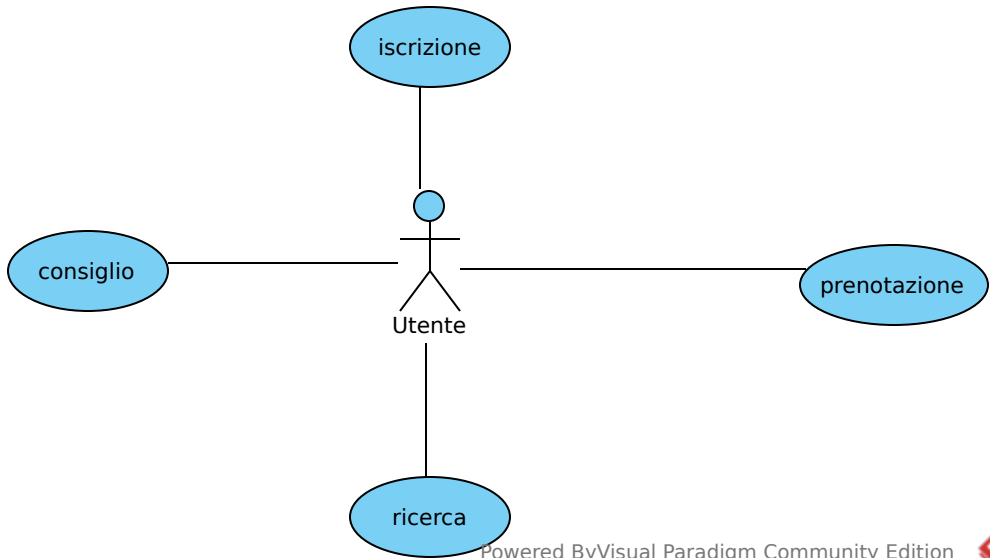 iscrizione
consiglio
prenotazione
Utente
ricerca
Powered ByVisual Paradigm Community Edition